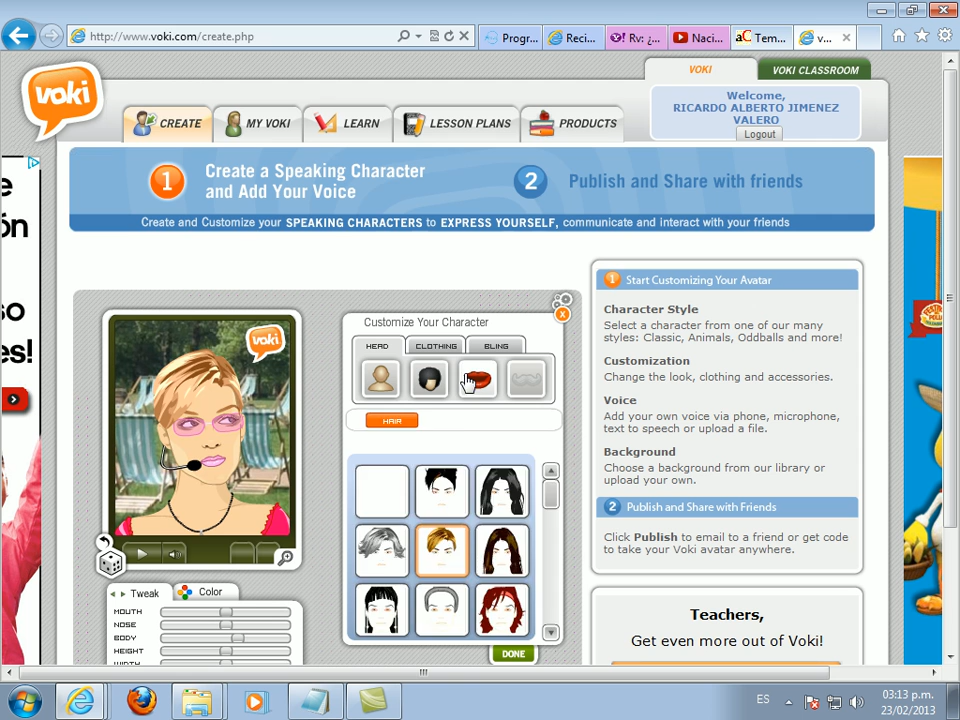 http://www.voki.com/create.php
Progr...
Reci...
Rv: ¿...
Naci...
aC Tem...
v...
voki
VOKI
VOKI CLASSROOM
Welcome,
RICARDO ALBERTO JIMENEZ
VALERO
Logout
CREATE
MY VOKI
LEARN
LESSON PLANS
PRODUCTS
1
Create a Speaking Character
and Add Your Voice
2
Publish and Share with friends
Create and Customize your SPEAKING CHARACTERS to EXPRESS YOURSELF, communicate and interact with your friends
e
ón
so
es!
voki
Customize Your Character
X
HEAD
CLOTHING
BLING
HAIR
DONE
Tweak
Color
MOUTH
NOSE
BODY
HEIGHT
WIDTH
1 Start Customizing Your Avatar
Character Style
Select a character from one of our many
styles: Classic, Animals, Oddballs and more!
Customization
Change the look, clothing and accessories.
Voice
Add your own voice via phone, microphone,
text to speech or upload a file.
Background
Choose a background from our library or
upload your own.
2 Publish and Share with Friends
Click Publish to email to a friend or get code
to take your Voki avatar anywhere.
Teachers,
Get even more out of Voki!
ES
03:13 p.m.
23/02/2013